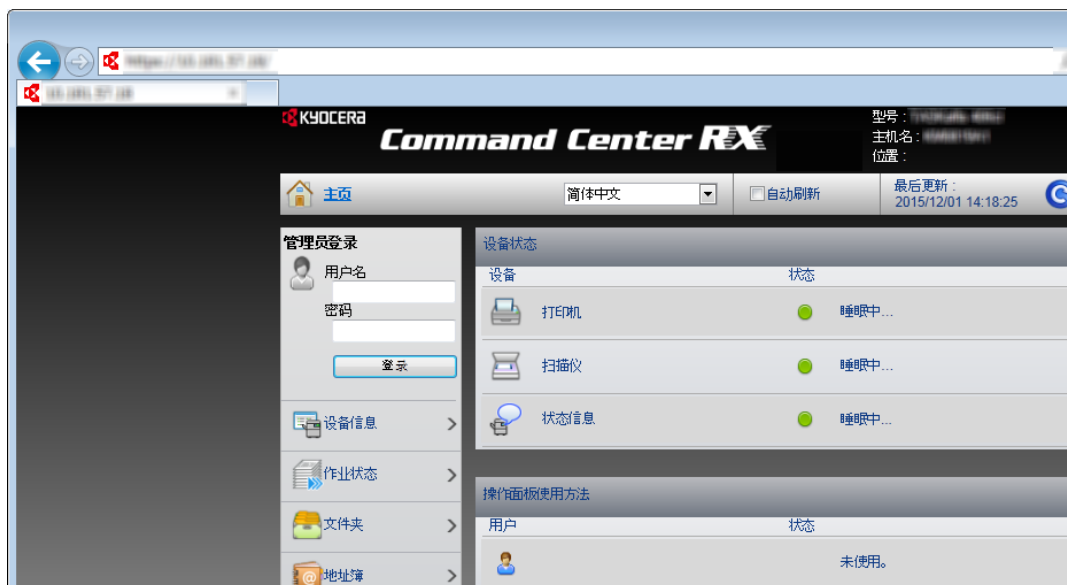 KYOCERA
Command Center RX
型号：
主机名：
位置：
主页
简体中文
自动刷新
最后更新：
2015/12/01 14:18:25
管理员登录
用户名
密码
登录
设备信息
作业状态
文件夹
地址簿
设备状态
设备 状态
打印机 睡眠中...
扫描仪 睡眠中...
状态信息 睡眠中...
操作面板使用方法
用户 状态
未使用。